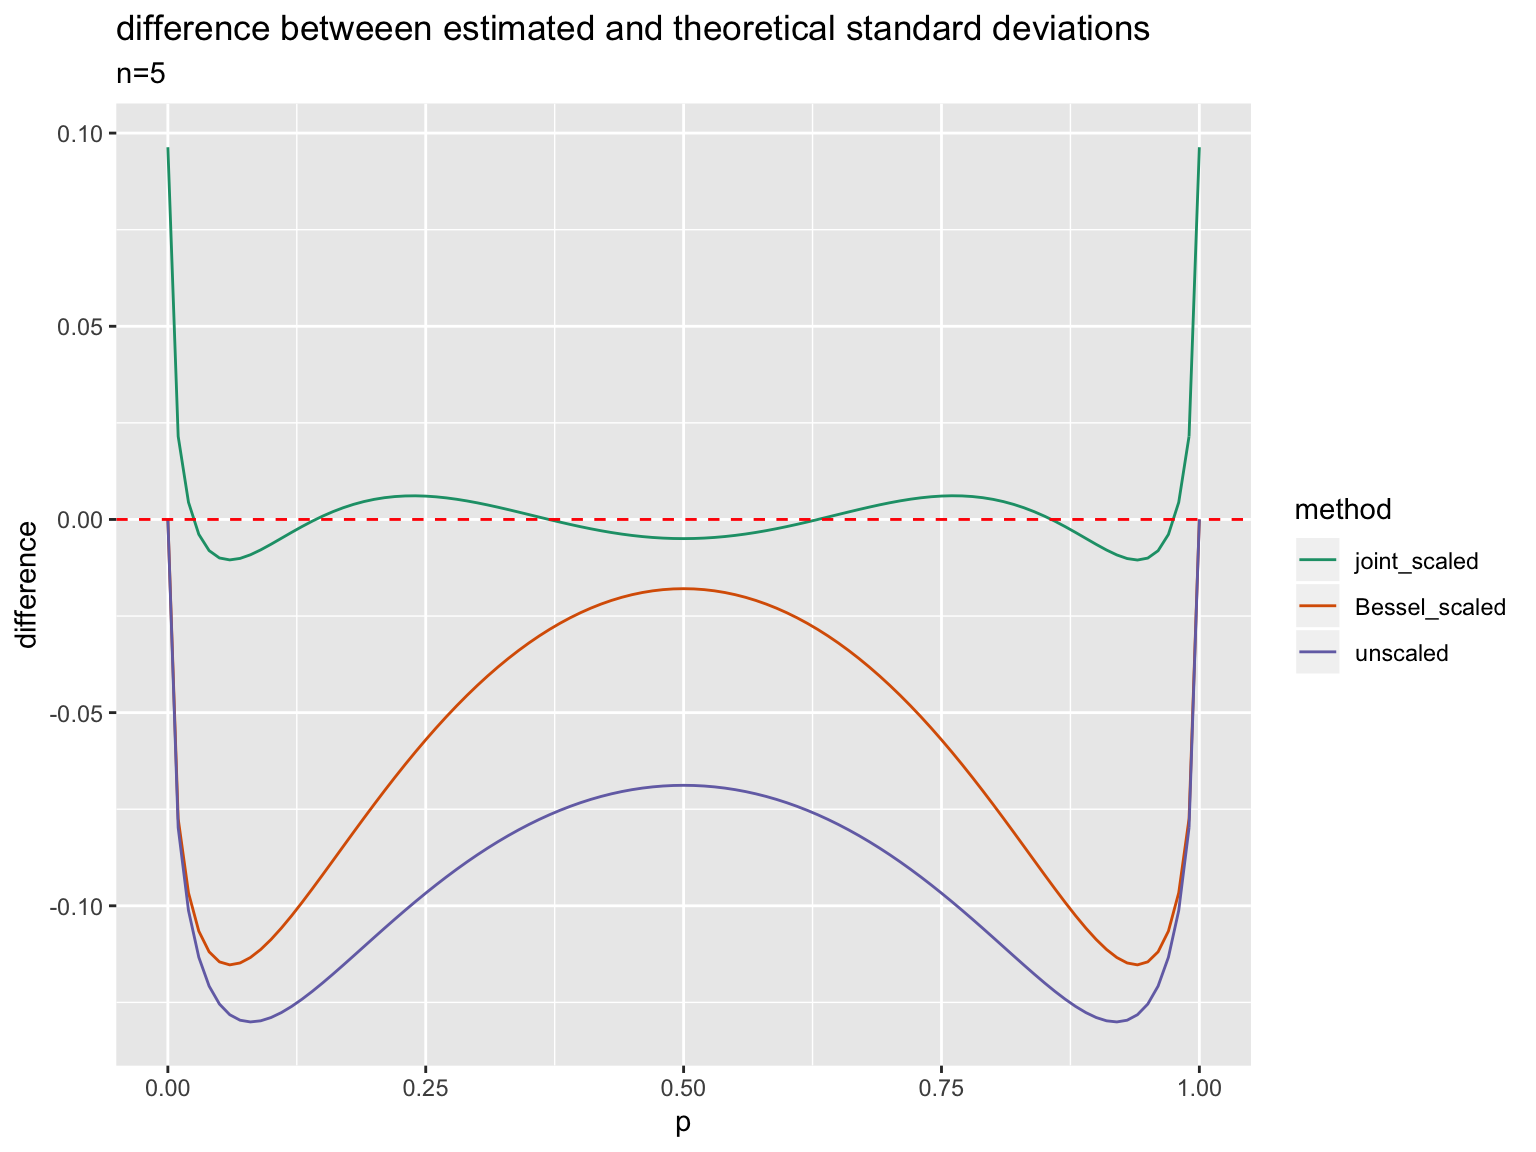 difference betweeen estimated and theoretical standard deviations
n=5
0.10
0.05
0.00
-0.05
-0.10
difference
0.00
0.25
0.50
0.75
1.00
p
method
joint_scaled
Bessel_scaled
unscaled